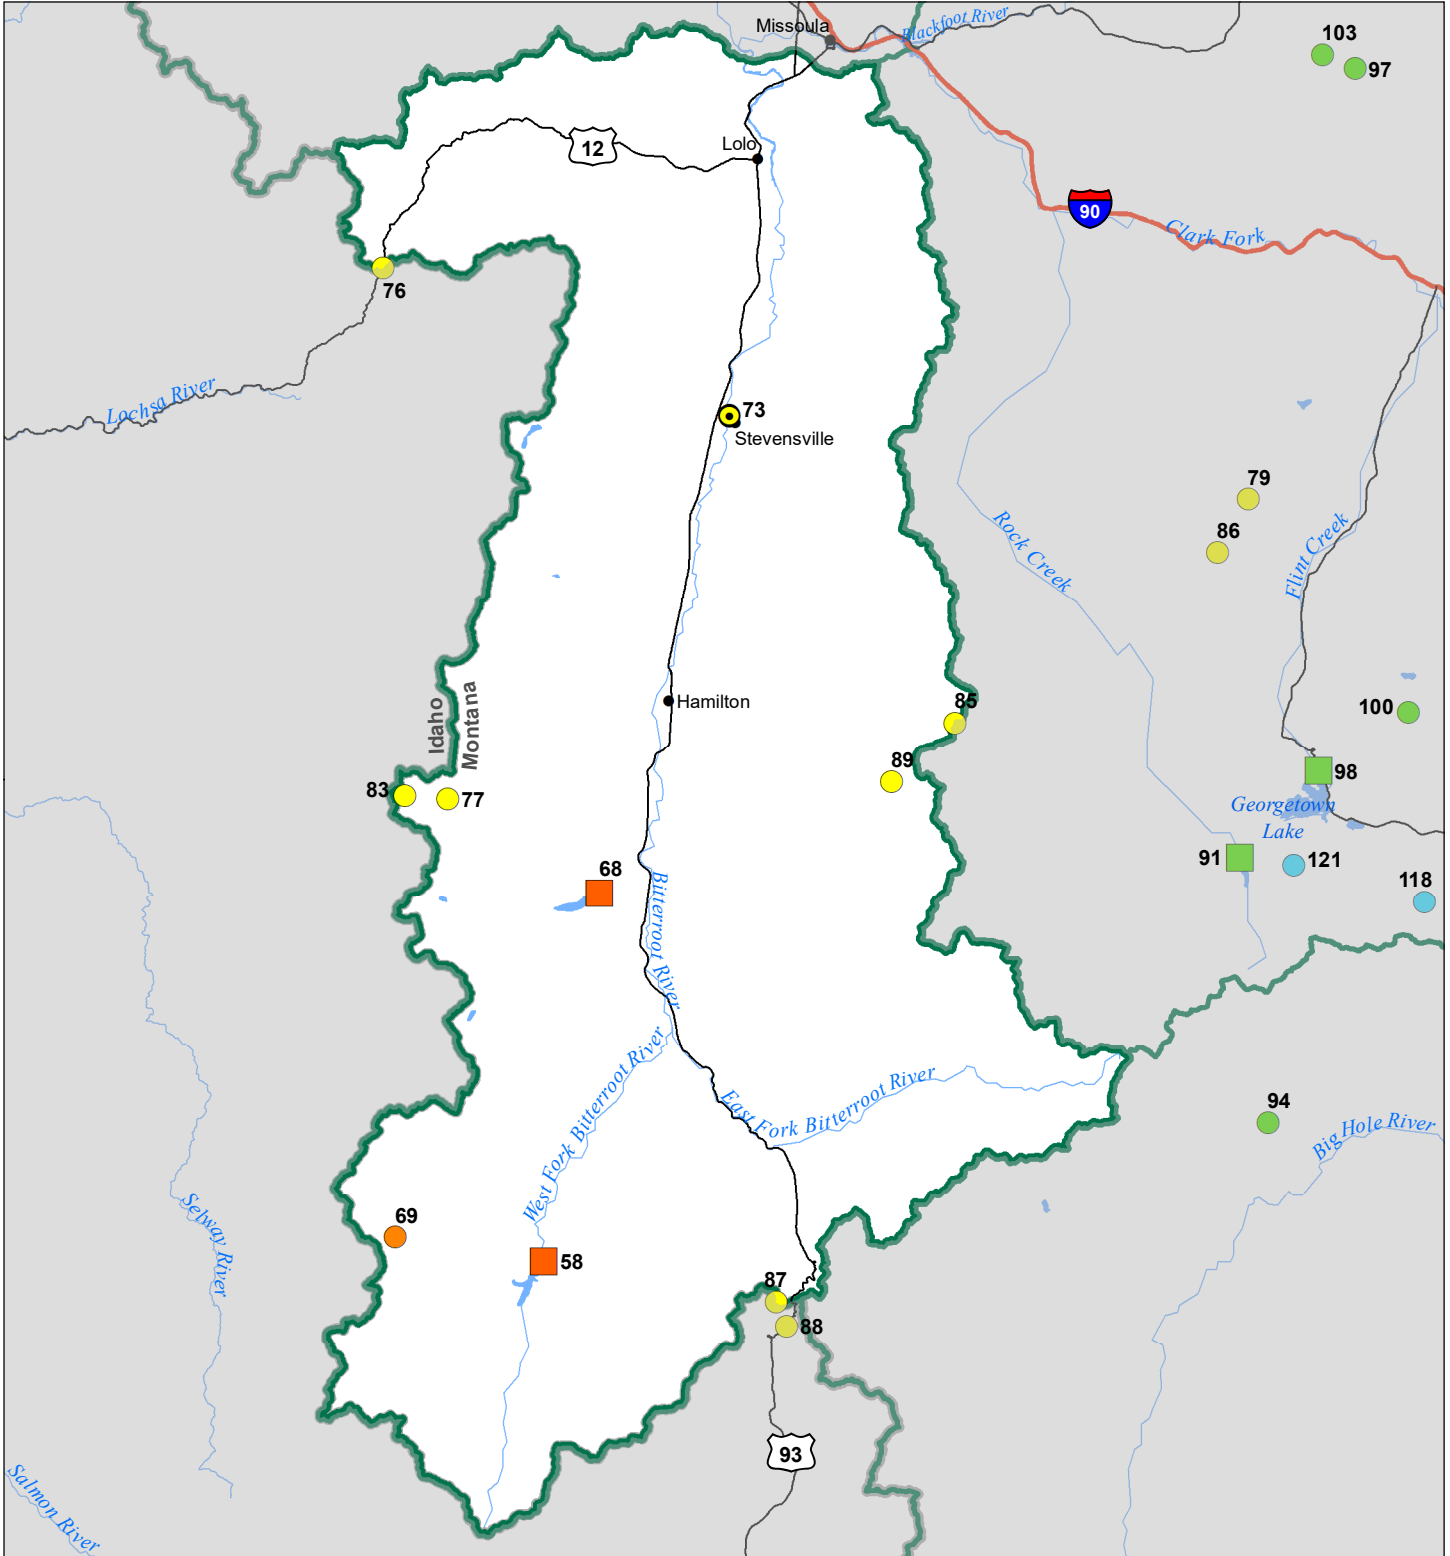 Missoula
Blackfoot River
103
97
12
Lolo
90
Clark Fork
76
Lochsa River
73
Stevensville
79
86
Rock Creek
Flint Creek
Idaho
Montana
Hamilton
85
100
89
98
83
77
Georgetown
Lake
68
91
121
118
Bitterroot River
West Fork Bitterroot River
East Fork Bitterroot River
94
Big Hole River
Selway River
69
58
87
88
93
Salmon River